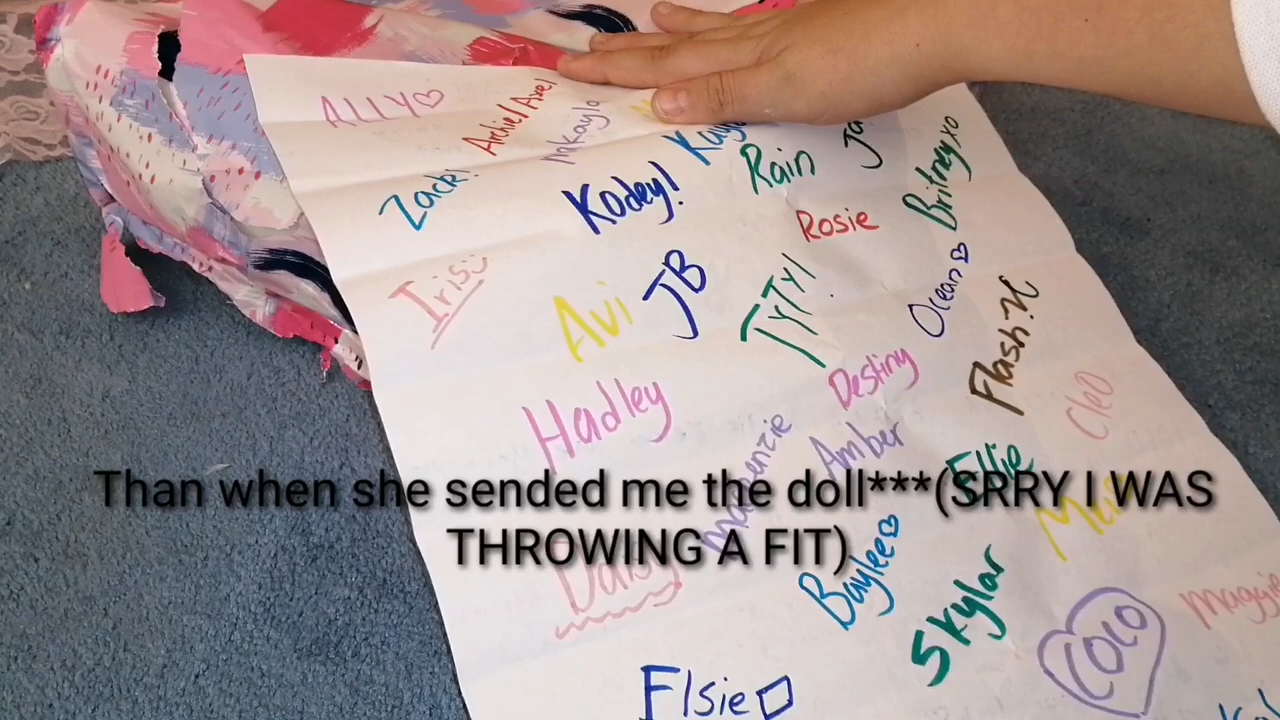 ALLY
Archie/Axel
Mikayla
Zack!
Kodey!
Rain
Britney xo
Rosie
Iris
Avi
JB
TyTy!
Ocean
Flash
Hadley
Destiny
Cleo
Mackenzie
Amber
Ellie
Than when she sended me the doll***(SRRY I WAS
THROWING A FIT)
Daisy
Baylee
Skylar
COCO
Maggie
Elsie